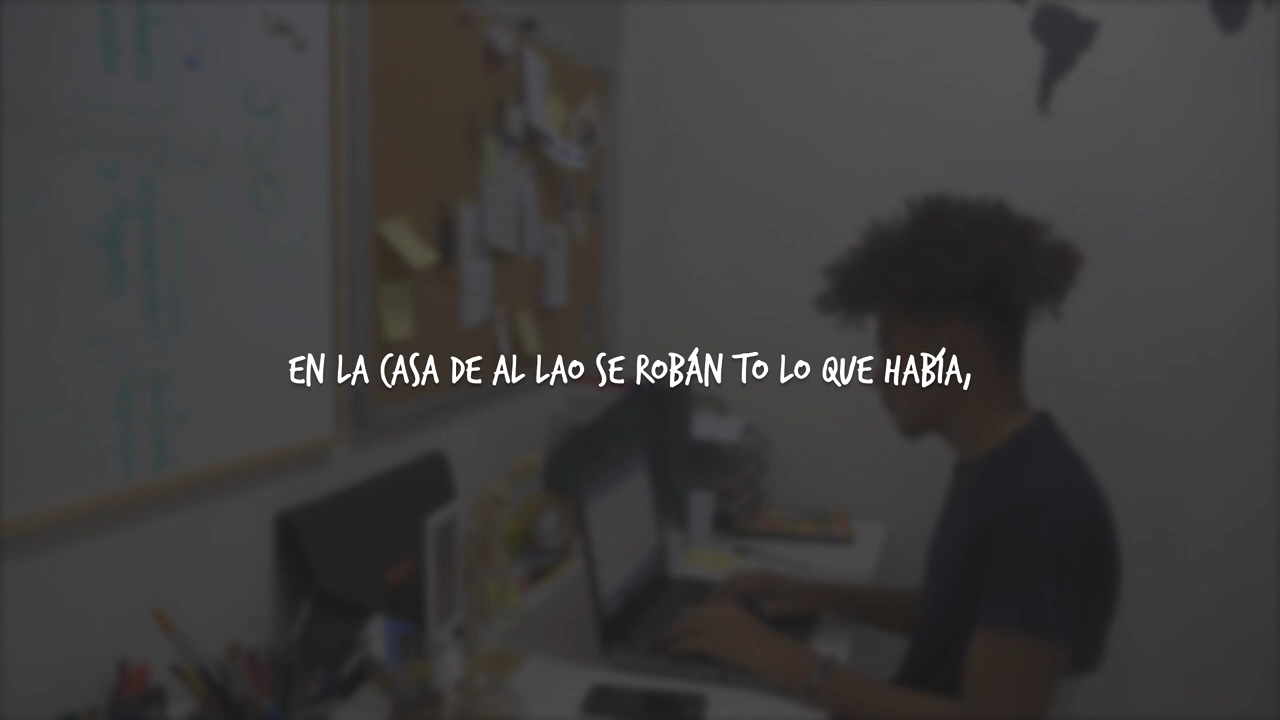 EN LA CASA DE AL LAO SE ROBÁN TO LO QUE HABÍA,